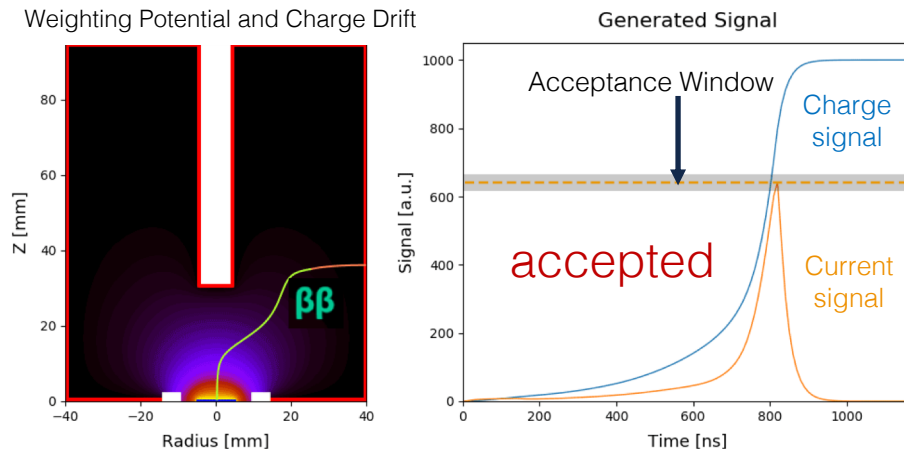 Weighting Potential and Charge Drift
Z [mm]
80
60
40
20
0
ββ
−40
−20
0
20
40
Radius [mm]
Generated Signal
Signal [a.u.]
1000
800
600
400
200
0
Acceptance Window
Charge
signal
accepted
Current
signal
0
200
400
600
800
1000
Time [ns]